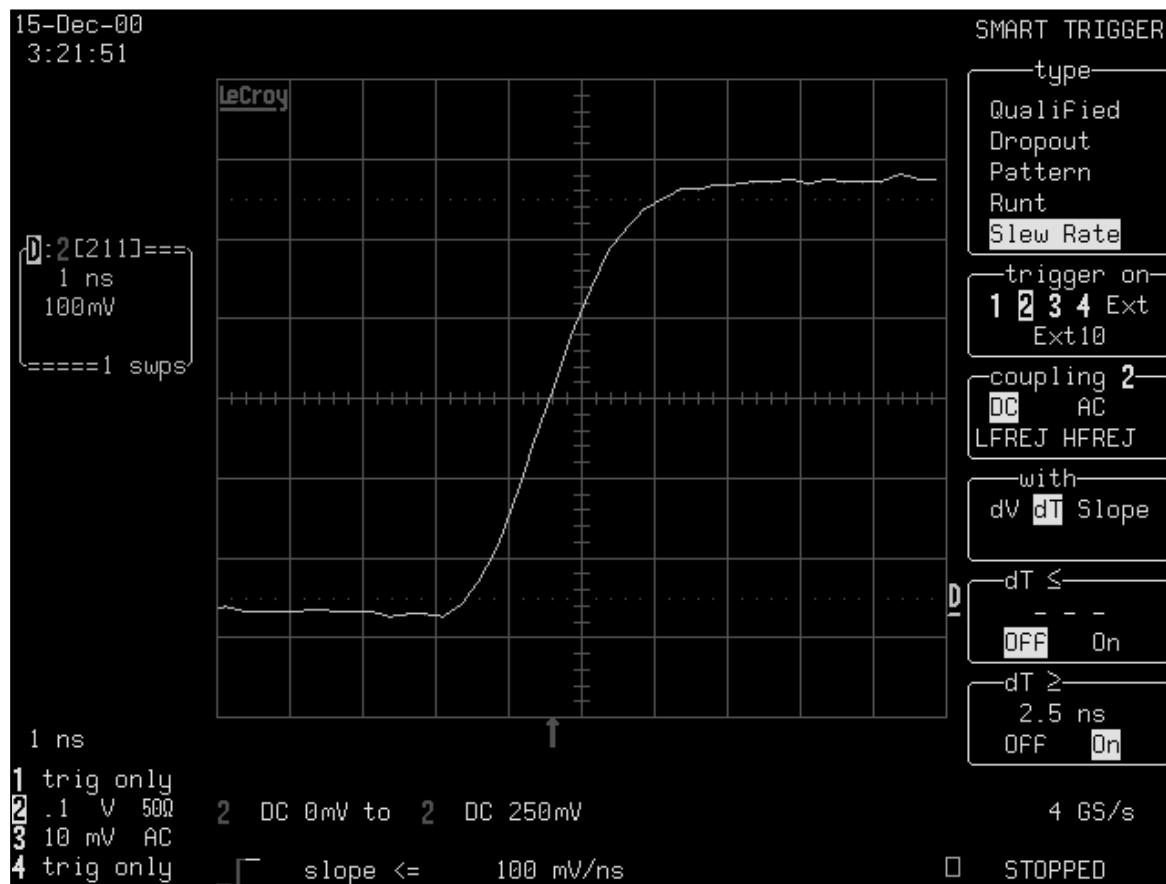 15-Dec-00
3:21:51
LeCroy
D:2[211]===
1 ns
100mV
=====1 swps
SMART TRIGGER
type
Qualified
Dropout
Pattern
Runt
Slew Rate
trigger on
1 2 3 4 Ext
Ext10
coupling 2
DC AC
LFREJ HFREJ
with
dV dT Slope
dT ≤
- - -
OFF On
D
dT ≥
2.5 ns
OFF On
1 ns
1 trig only
2 .1 V 50Ω
3 10 mV AC
4 trig only
2 DC 0mV to 2 DC 250mV
slope <= 100 mV/ns
4 GS/s
STOPPED